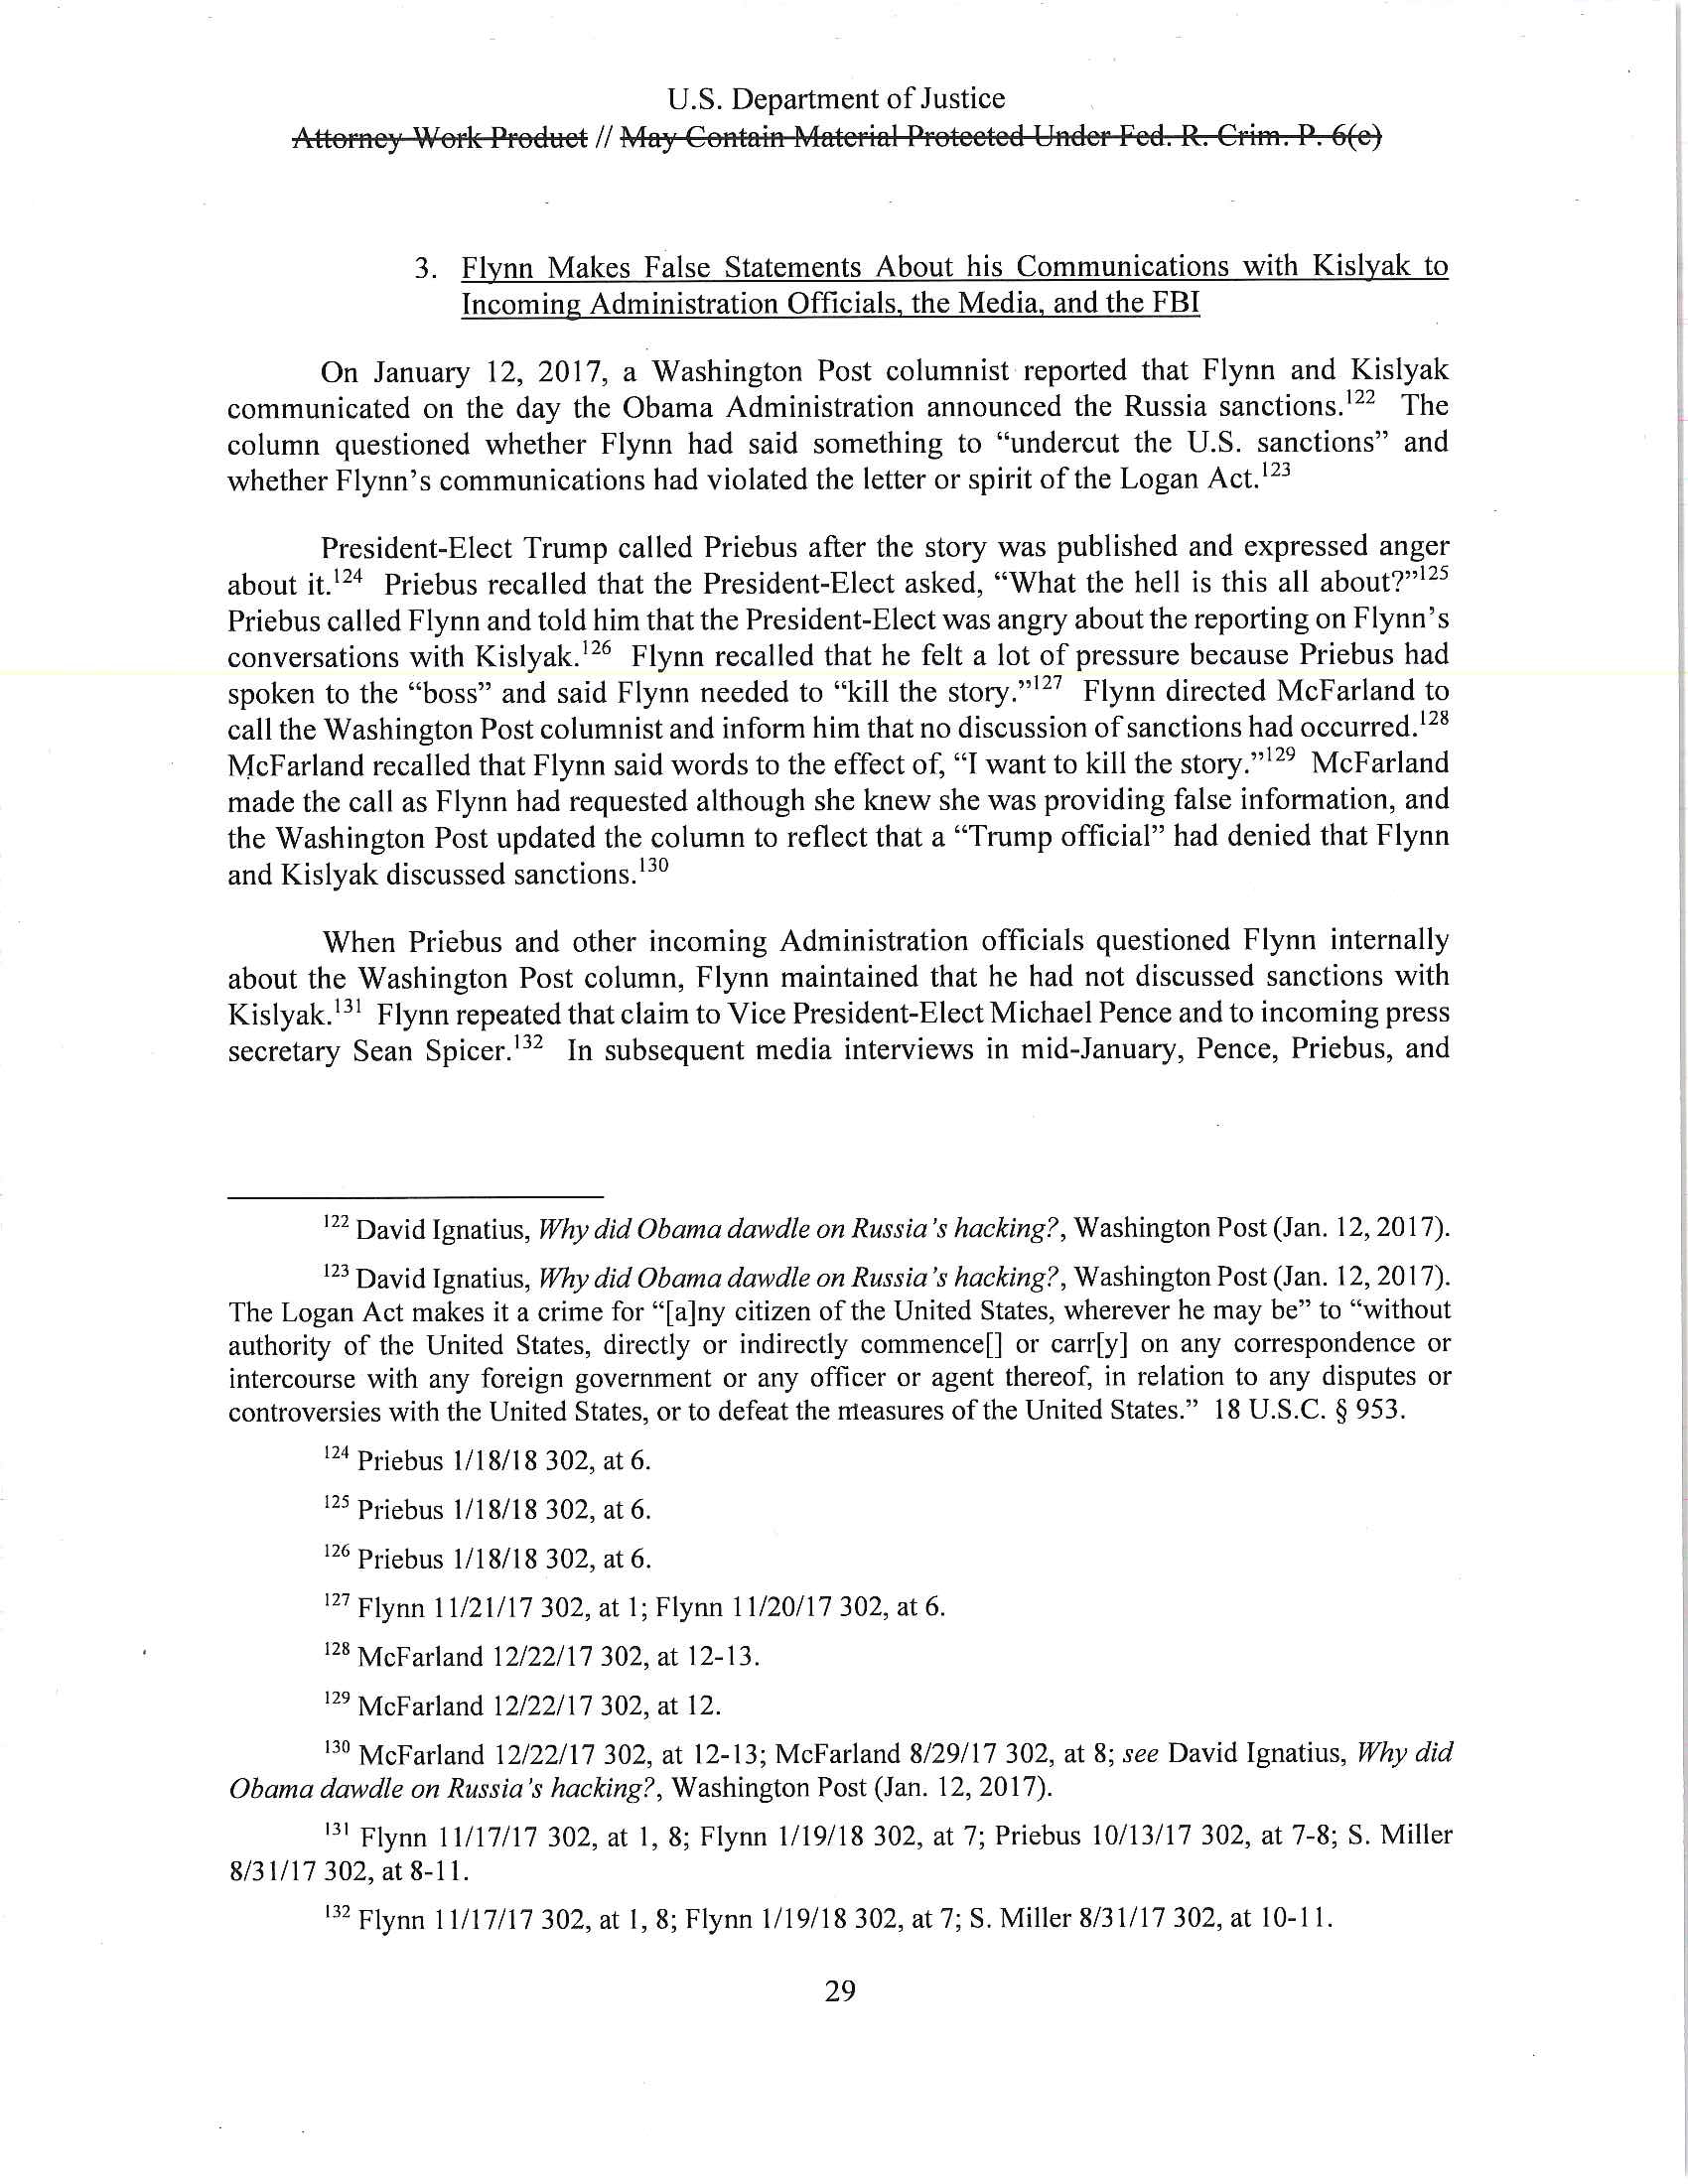 U.S. Department of Justice
Attorney Work Product // May Contain Material Protected Under Fed. R. Crim. P. 6(e)
3. Flynn Makes False Statements About his Communications with Kislyak to
Incoming Administration Officials, the Media, and the FBI
On January 12, 2017, a Washington Post columnist reported that Flynn and Kislyak
communicated on the day the Obama Administration announced the Russia sanctions.122 The
column questioned whether Flynn had said something to “undercut the U.S. sanctions” and
whether Flynn’s communications had violated the letter or spirit of the Logan Act.123
President-Elect Trump called Priebus after the story was published and expressed anger
about it.124 Priebus recalled that the President-Elect asked, “What the hell is this all about?”125
Priebus called Flynn and told him that the President-Elect was angry about the reporting on Flynn’s
conversations with Kislyak.126 Flynn recalled that he felt a lot of pressure because Priebus had
spoken to the “boss” and said Flynn needed to “kill the story.”127 Flynn directed McFarland to
call the Washington Post columnist and inform him that no discussion of sanctions had occurred.128
McFarland recalled that Flynn said words to the effect of, “I want to kill the story.”129 McFarland
made the call as Flynn had requested although she knew she was providing false information, and
the Washington Post updated the column to reflect that a “Trump official” had denied that Flynn
and Kislyak discussed sanctions.130
When Priebus and other incoming Administration officials questioned Flynn internally
about the Washington Post column, Flynn maintained that he had not discussed sanctions with
Kislyak.131 Flynn repeated that claim to Vice President-Elect Michael Pence and to incoming press
secretary Sean Spicer.132 In subsequent media interviews in mid-January, Pence, Priebus, and
122 David Ignatius, Why did Obama dawdle on Russia’s hacking?, Washington Post (Jan. 12, 2017).
123 David Ignatius, Why did Obama dawdle on Russia’s hacking?, Washington Post (Jan. 12, 2017).
The Logan Act makes it a crime for “[a]ny citizen of the United States, wherever he may be” to “without
authority of the United States, directly or indirectly commence[] or carr[y] on any correspondence or
intercourse with any foreign government or any officer or agent thereof, in relation to any disputes or
controversies with the United States, or to defeat the measures of the United States.” 18 U.S.C. § 953.
124 Priebus 1/18/18 302, at 6.
125 Priebus 1/18/18 302, at 6.
126 Priebus 1/18/18 302, at 6.
127 Flynn 11/21/17 302, at 1; Flynn 11/20/17 302, at 6.
128 McFarland 12/22/17 302, at 12-13.
129 McFarland 12/22/17 302, at 12.
130 McFarland 12/22/17 302, at 12-13; McFarland 8/29/17 302, at 8; see David Ignatius, Why did
Obama dawdle on Russia’s hacking?, Washington Post (Jan. 12, 2017).
131 Flynn 11/17/17 302, at 1, 8; Flynn 1/19/18 302, at 7; Priebus 10/13/17 302, at 7-8; S. Miller
8/31/17 302, at 8-11.
132 Flynn 11/17/17 302, at 1, 8; Flynn 1/19/18 302, at 7; S. Miller 8/31/17 302, at 10-11.
29